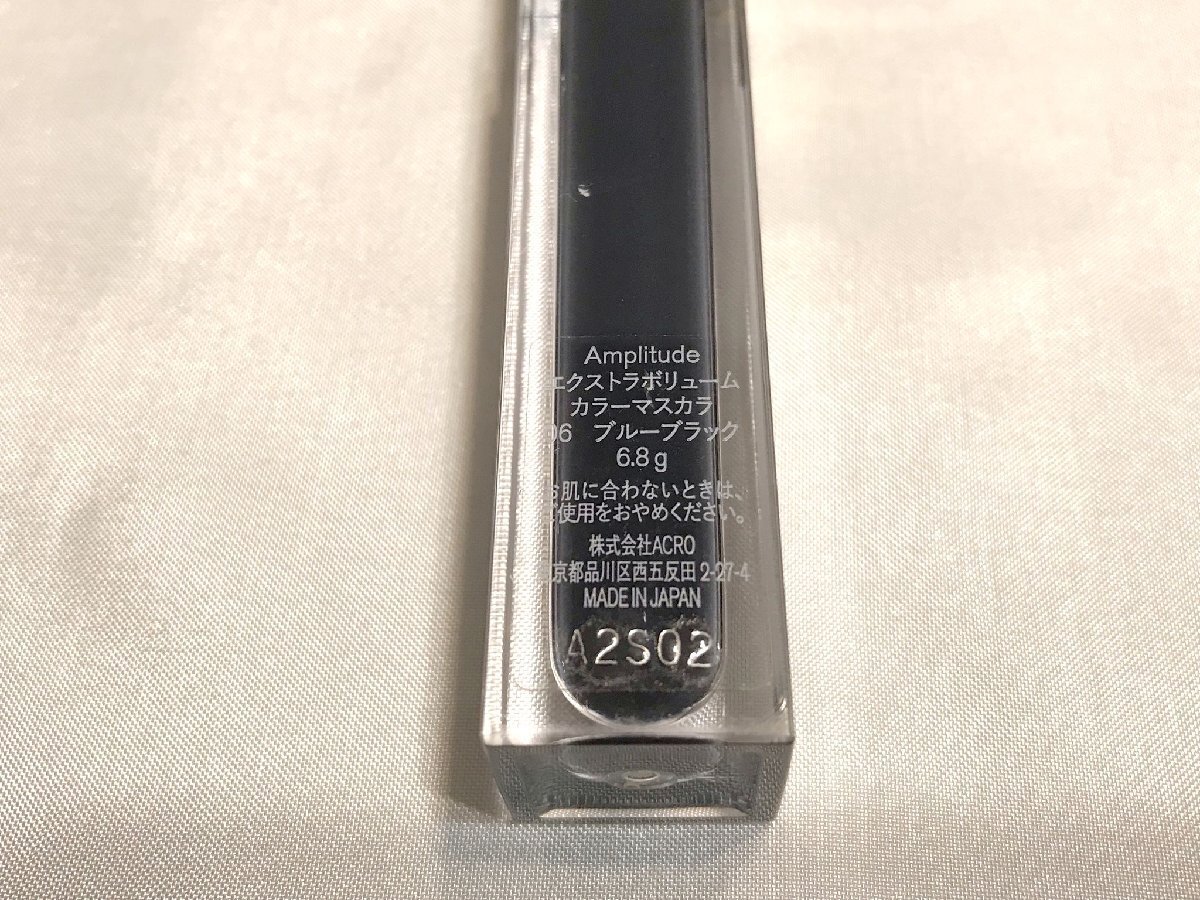 Amplitude
エクストラボリューム
カラーマスカラ
06 ブルーブラック
6.8 g
お肌に合わないときは、
ご使用をおやめください。
株式会社ACRO
京都品川区西五反田2-27-4
MADE IN JAPAN
A2S02